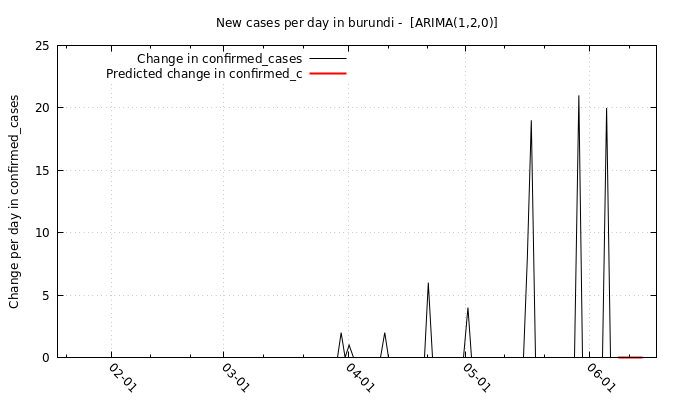 New cases per day in burundi -  [ARIMA(1,2,0)]
Change in confirmed_cases
Predicted change in confirmed_c
Change per day in confirmed_cases
25
20
15
10
5
0
02-01
03-01
04-01
05-01
06-01